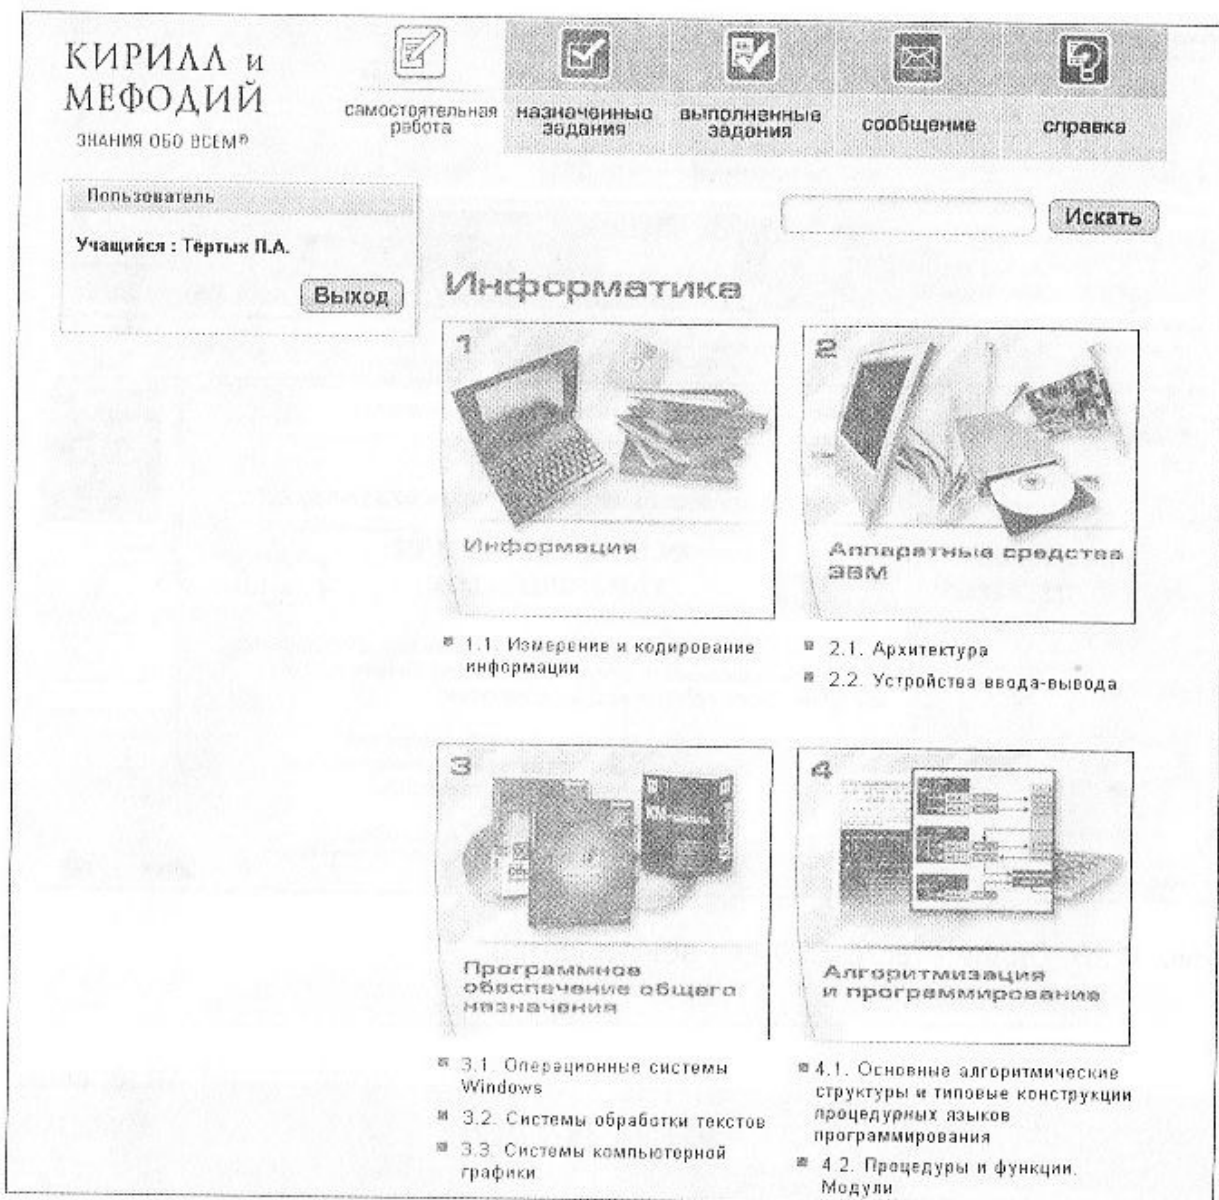 КИРИЛЛ и
МЕФОДИЙ
ЗНАНИЯ ОБО ВСЕМ®
самостоятельная
работа
назначенные
задания
выполненные
задания
сообщение
справка
Пользователь
Учащийся : Тёртых П.А.
Выход
Искать
Информатика
1
Информация
2
Аппаратные средства
ЭВМ
1.1. Измерение и кодирование
информации
2.1. Архитектура
2.2. Устройства ввода-вывода
3
Программное
обеспечение общего
назначения
4
Алгоритмизация
и программирование
3.1. Операционные системы
Windows
3.2. Системы обработки текстов
3.3. Системы компьютерной
графики
4.1. Основные алгоритмические
структуры и типовые конструкции
процедурных языков
программирования
4.2. Процедуры и функции.
Модули